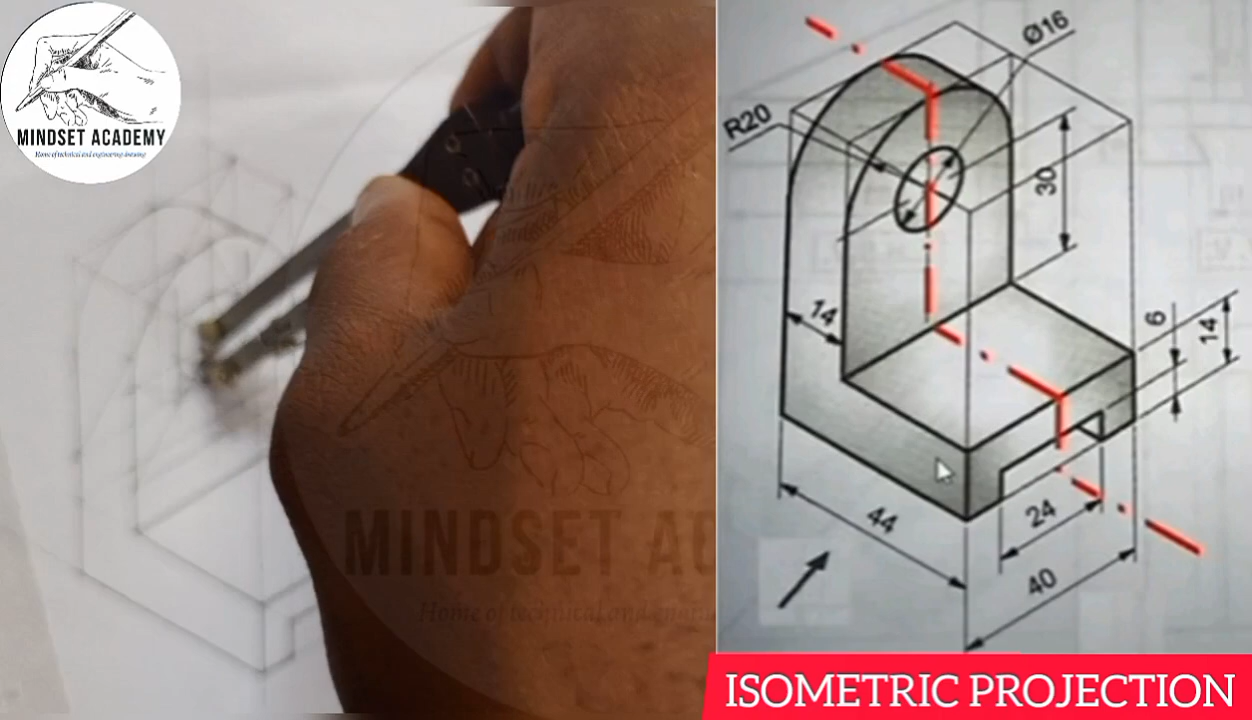 MINDSET ACADEMY
Home of technical and engineering drawing
Ø16
R20
30
14
6
14
44
24
40
MINDSET AC
Home of technical and engine
ISOMETRIC PROJECTION